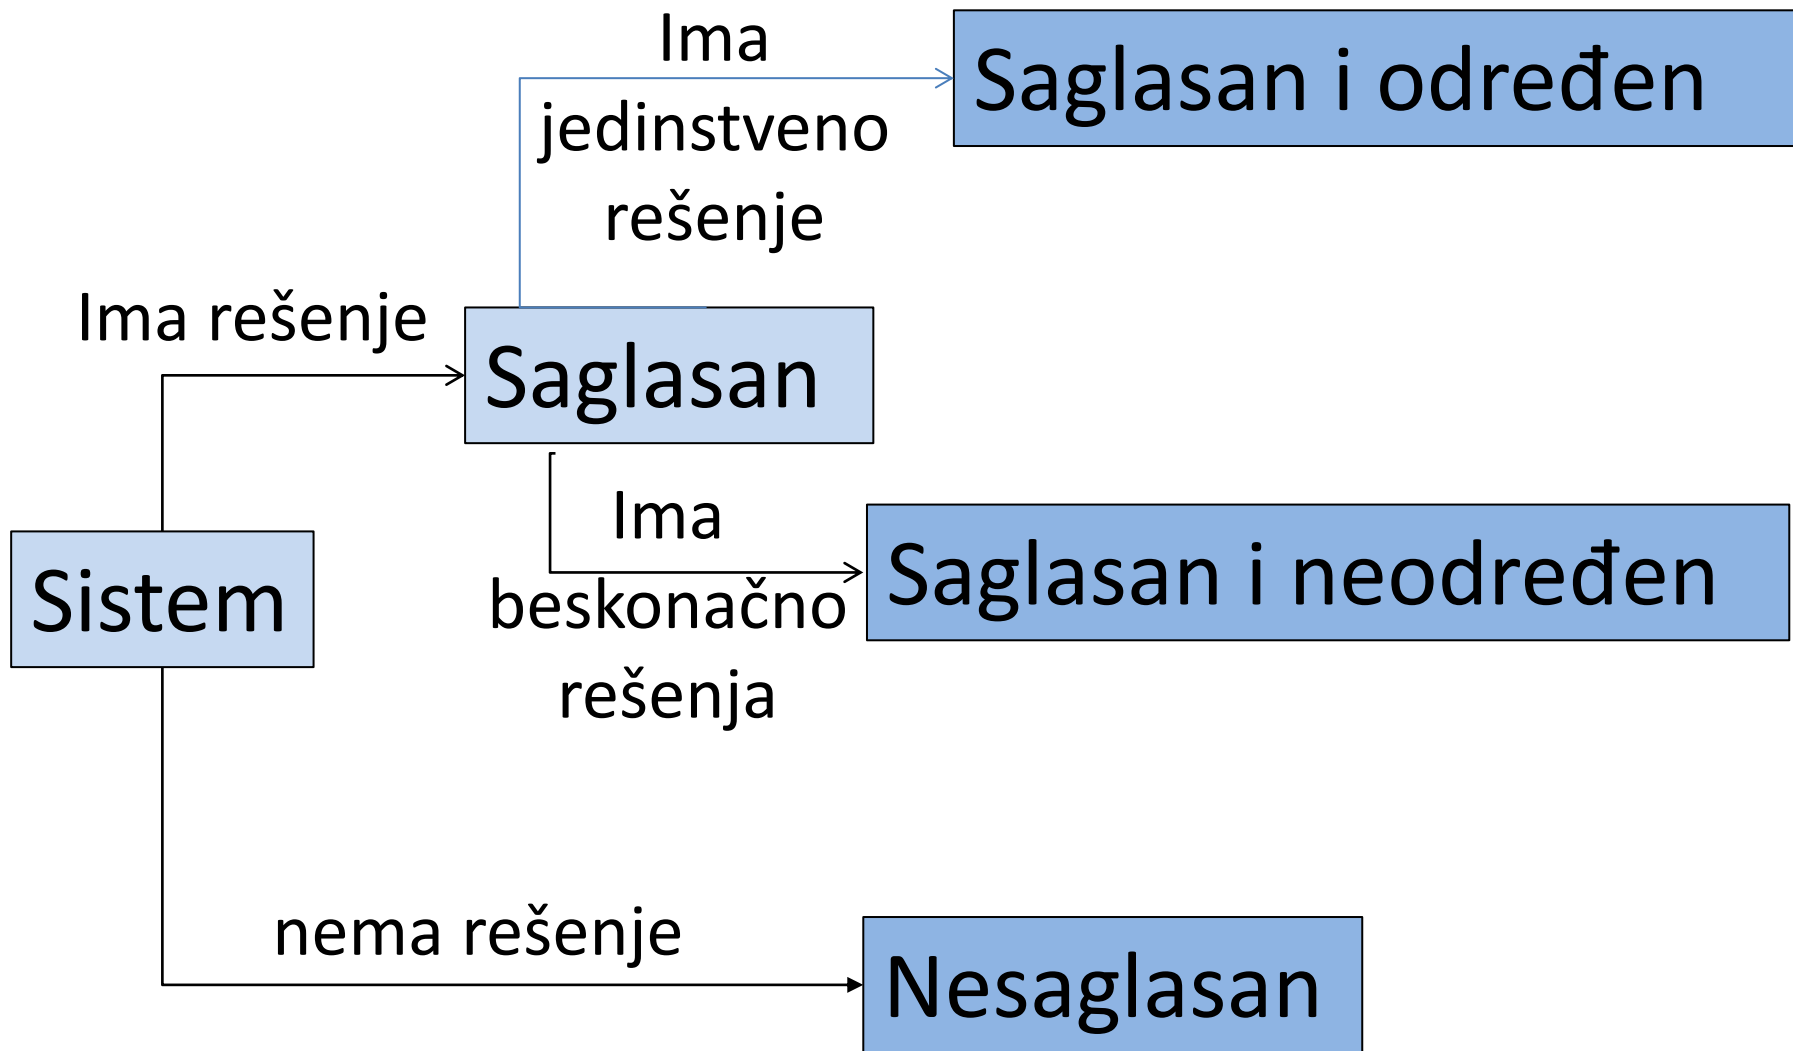 Ima
jedinstveno
rešenje
Saglasan i određen
Ima rešenje
Saglasan
Ima
beskonačno
rešenja
Saglasan i neodređen
Sistem
nema rešenje
Nesaglasan